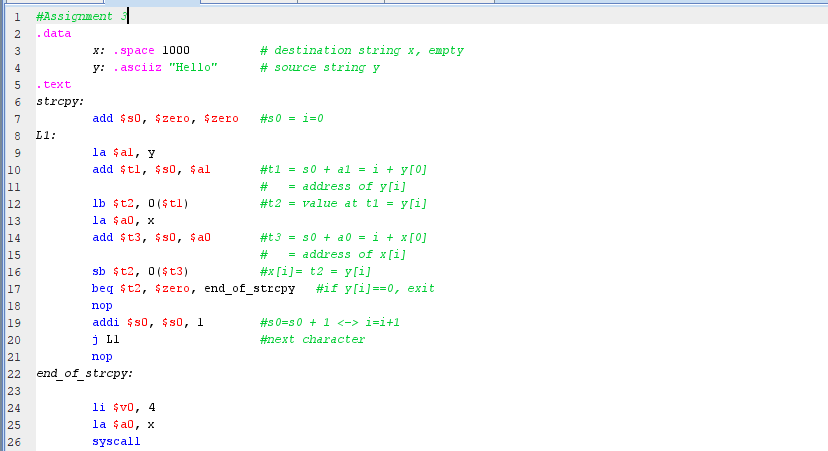 1 #Assignment 3
2 .data
3 x: .space 1000 # destination string x, empty
4 y: .asciiz "Hello" # source string y
5 .text
6 strcpy:
7 add $s0, $zero, $zero #s0 = i=0
8 L1:
9 la $a1, y
10 add $t1, $s0, $a1 #t1 = s0 + a1 = i + y[0]
11 # = address of y[i]
12 lb $t2, 0($t1) #t2 = value at t1 = y[i]
13 la $a0, x
14 add $t3, $s0, $a0 #t3 = s0 + a0 = i + x[0]
15 # = address of x[i]
16 sb $t2, 0($t3) #x[i]= t2 = y[i]
17 beq $t2, $zero, end_of_strcpy #if y[i]==0, exit
18 nop
19 addi $s0, $s0, 1 #s0=s0 + 1 <-> i=i+1
20 j L1 #next character
21 nop
22 end_of_strcpy:
23
24 li $v0, 4
25 la $a0, x
26 syscall